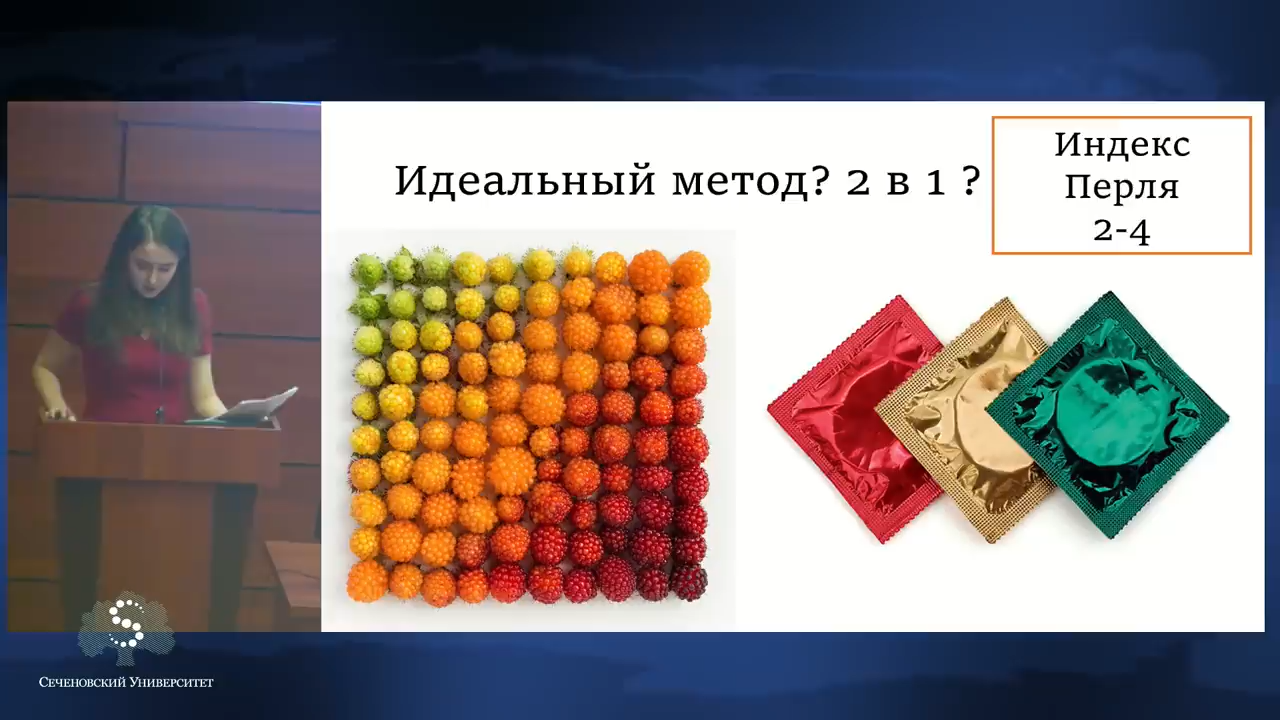 Идеальный метод? 2 в 1 ?
Индекс
Перля
2-4
Сеченовский Университет